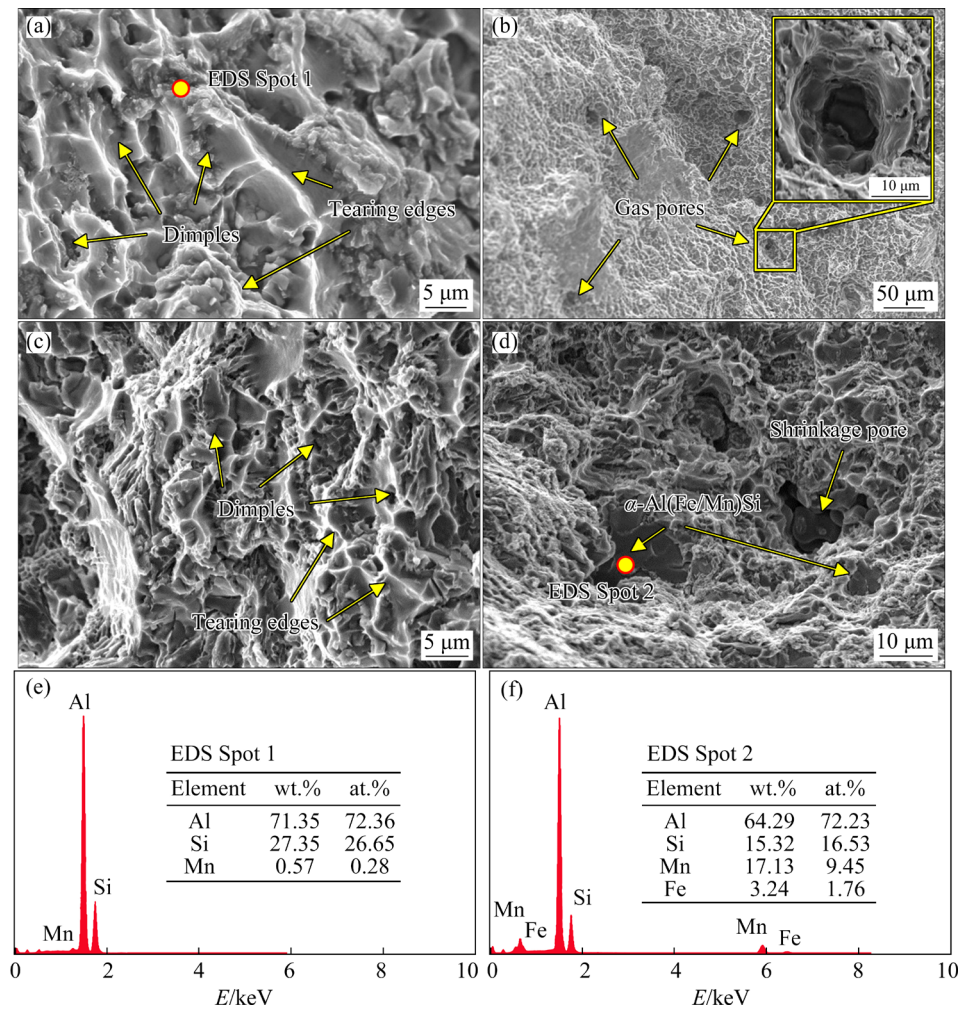 (a)
EDS Spot 1
Tearing edges
Dimples
5 μm
(b)
10 μm
Gas pores
50 μm
(c)
Dimples
Tearing edges
5 μm
(d)
Shrinkage pore
α-Al(Fe/Mn)Si
EDS Spot 2
10 μm
(e)
Al
EDS Spot 1
Element wt.% at.%
Al 71.35 72.36
Si 27.35 26.65
Mn 0.57 0.28
Si
Mn
0 2 4 6 8 10
E/keV
(f)
Al
EDS Spot 2
Element wt.% at.%
Al 64.29 72.23
Si 15.32 16.53
Mn 17.13 9.45
Fe 3.24 1.76
Si
Mn
Fe
Mn
Fe
0 2 4 6 8 10
E/keV